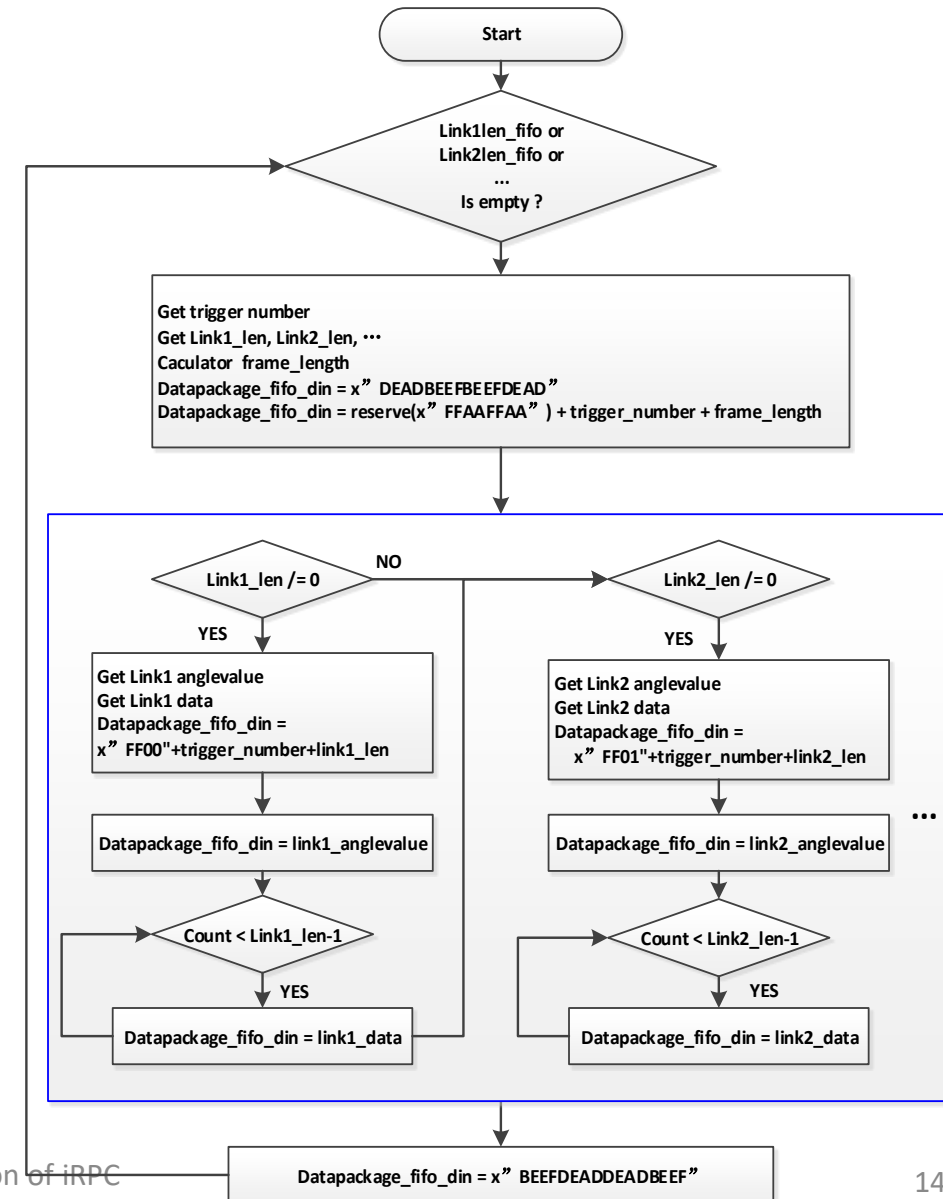 Start
Link1len_fifo or
Link2len_fifo or
...
Is empty ?
Get trigger number
Get Link1_len, Link2_len, ···
Caculator frame_length
Datapackage_fifo_din = x” DEADBEEFBEEFDEAD”
Datapackage_fifo_din = reserve(x” FFAAFFAA” ) + trigger_number + frame_length
Link1_len /= 0
NO
YES
Get Link1 anglevalue
Get Link1 data
Datapackage_fifo_din =
x” FF00"+trigger_number+link1_len
Datapackage_fifo_din = link1_anglevalue
Count < Link1_len-1
YES
Datapackage_fifo_din = link1_data
Link2_len /= 0
YES
Get Link2 anglevalue
Get Link2 data
Datapackage_fifo_din =
x” FF01"+trigger_number+link2_len
Datapackage_fifo_din = link2_anglevalue
Count < Link2_len-1
YES
Datapackage_fifo_din = link2_data
...
Datapackage_fifo_din = x” BEEFDEADDEADBEEF”
on of iRPC
14